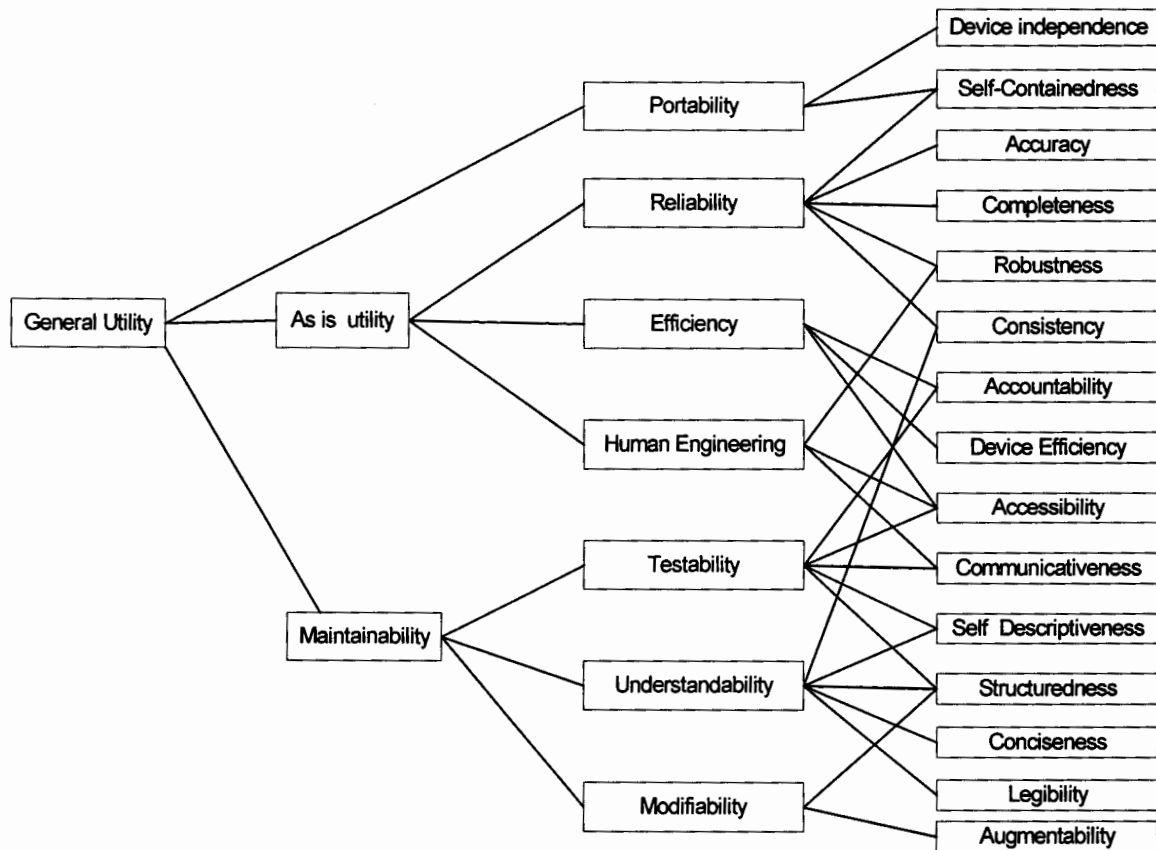 Device independence
Self-Containedness
Portability
Accuracy
Reliability
Completeness
Robustness
General Utility
As is utility
Efficiency
Consistency
Accountability
Human Engineering
Device Efficiency
Accessibility
Testability
Communicativeness
Maintainability
Self Descriptiveness
Understandability
Structuredness
Conciseness
Modifiability
Legibility
Augmentability